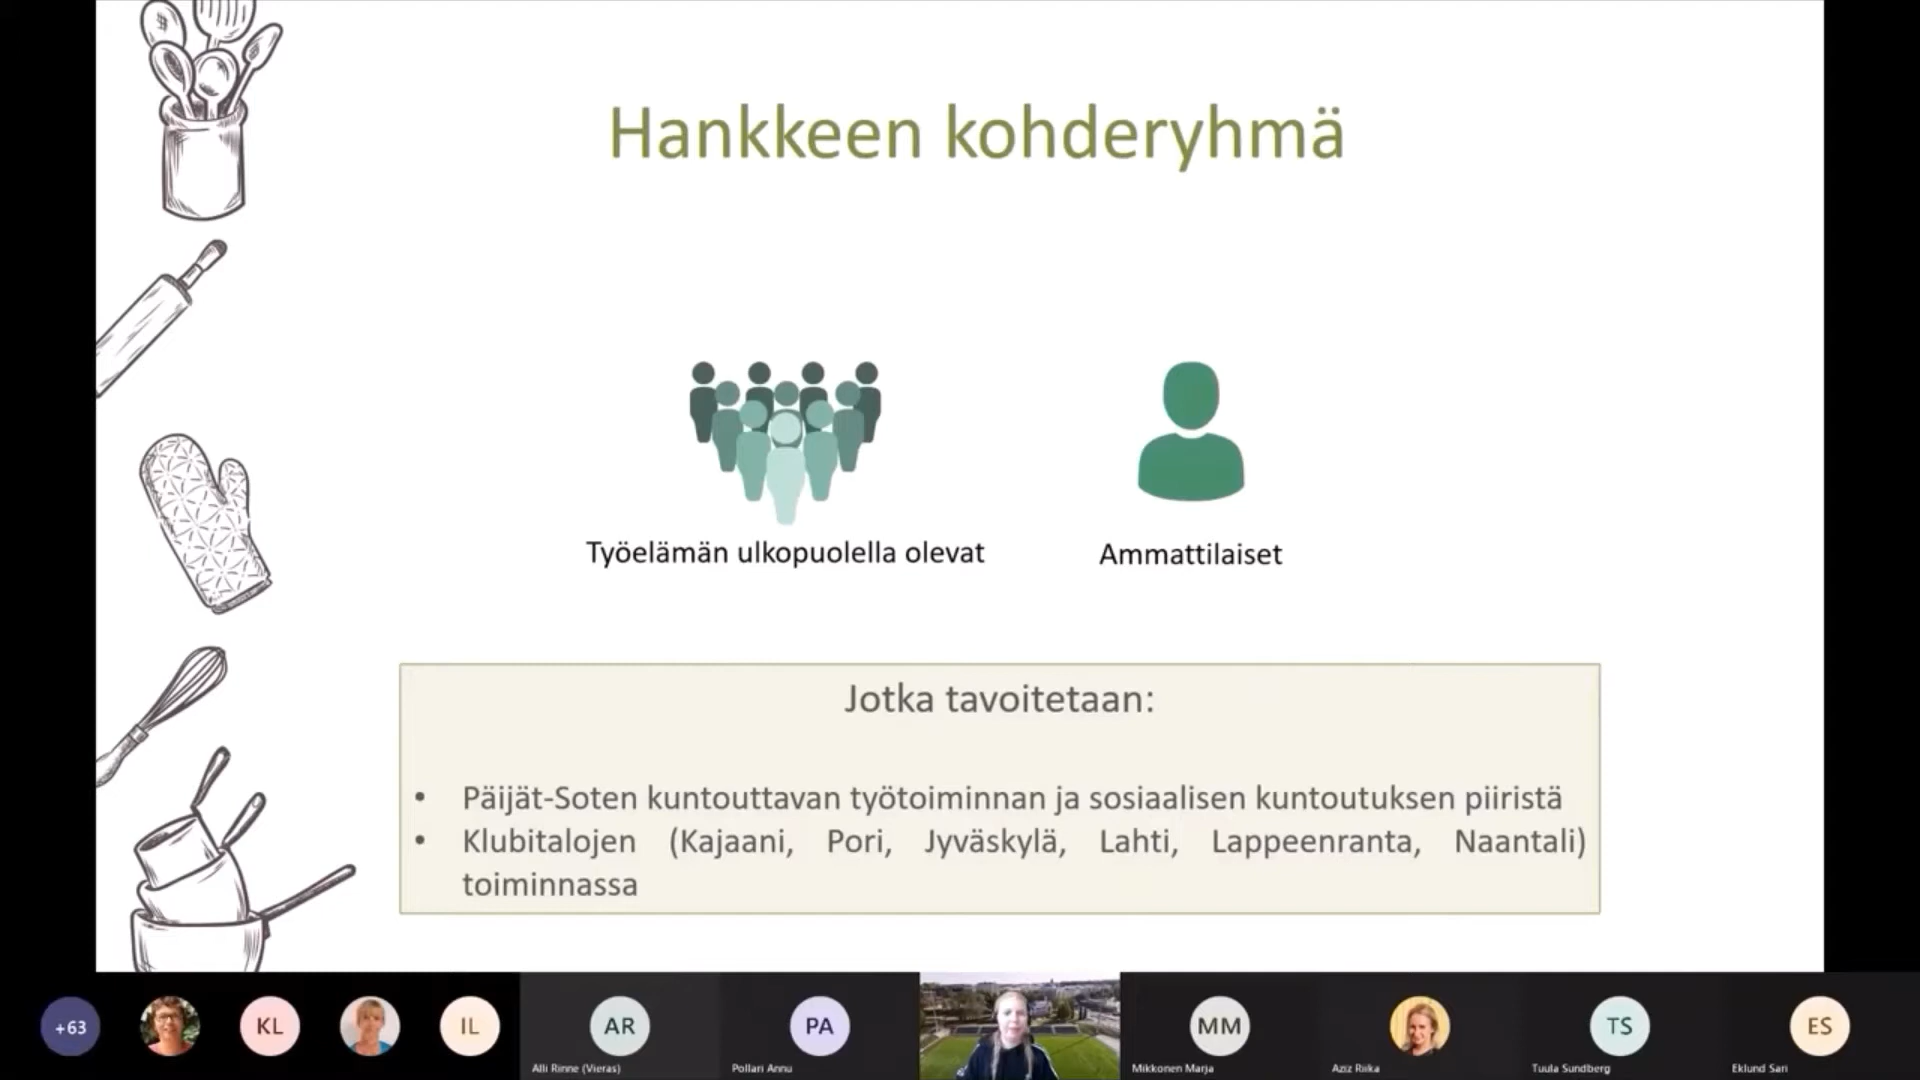 Hankkeen kohderyhmä
Työelämän ulkopuolella olevat
Ammattilaiset
Jotka tavoitetaan:
• Päijät-Soten kuntouttavan työtoiminnan ja sosiaalisen kuntoutuksen piiristä
• Klubitalojen (Kajaani, Pori, Jyväskylä, Lahti, Lappeenranta, Naantali)
toiminnassa
+63
KL
IL
AR
PA
MM
TS
ES
Alli Rinne (Vieras)
Pollari Annu
Mikkonen Marja
Aziz Riika
Tuula Sundberg
Eklund Sari